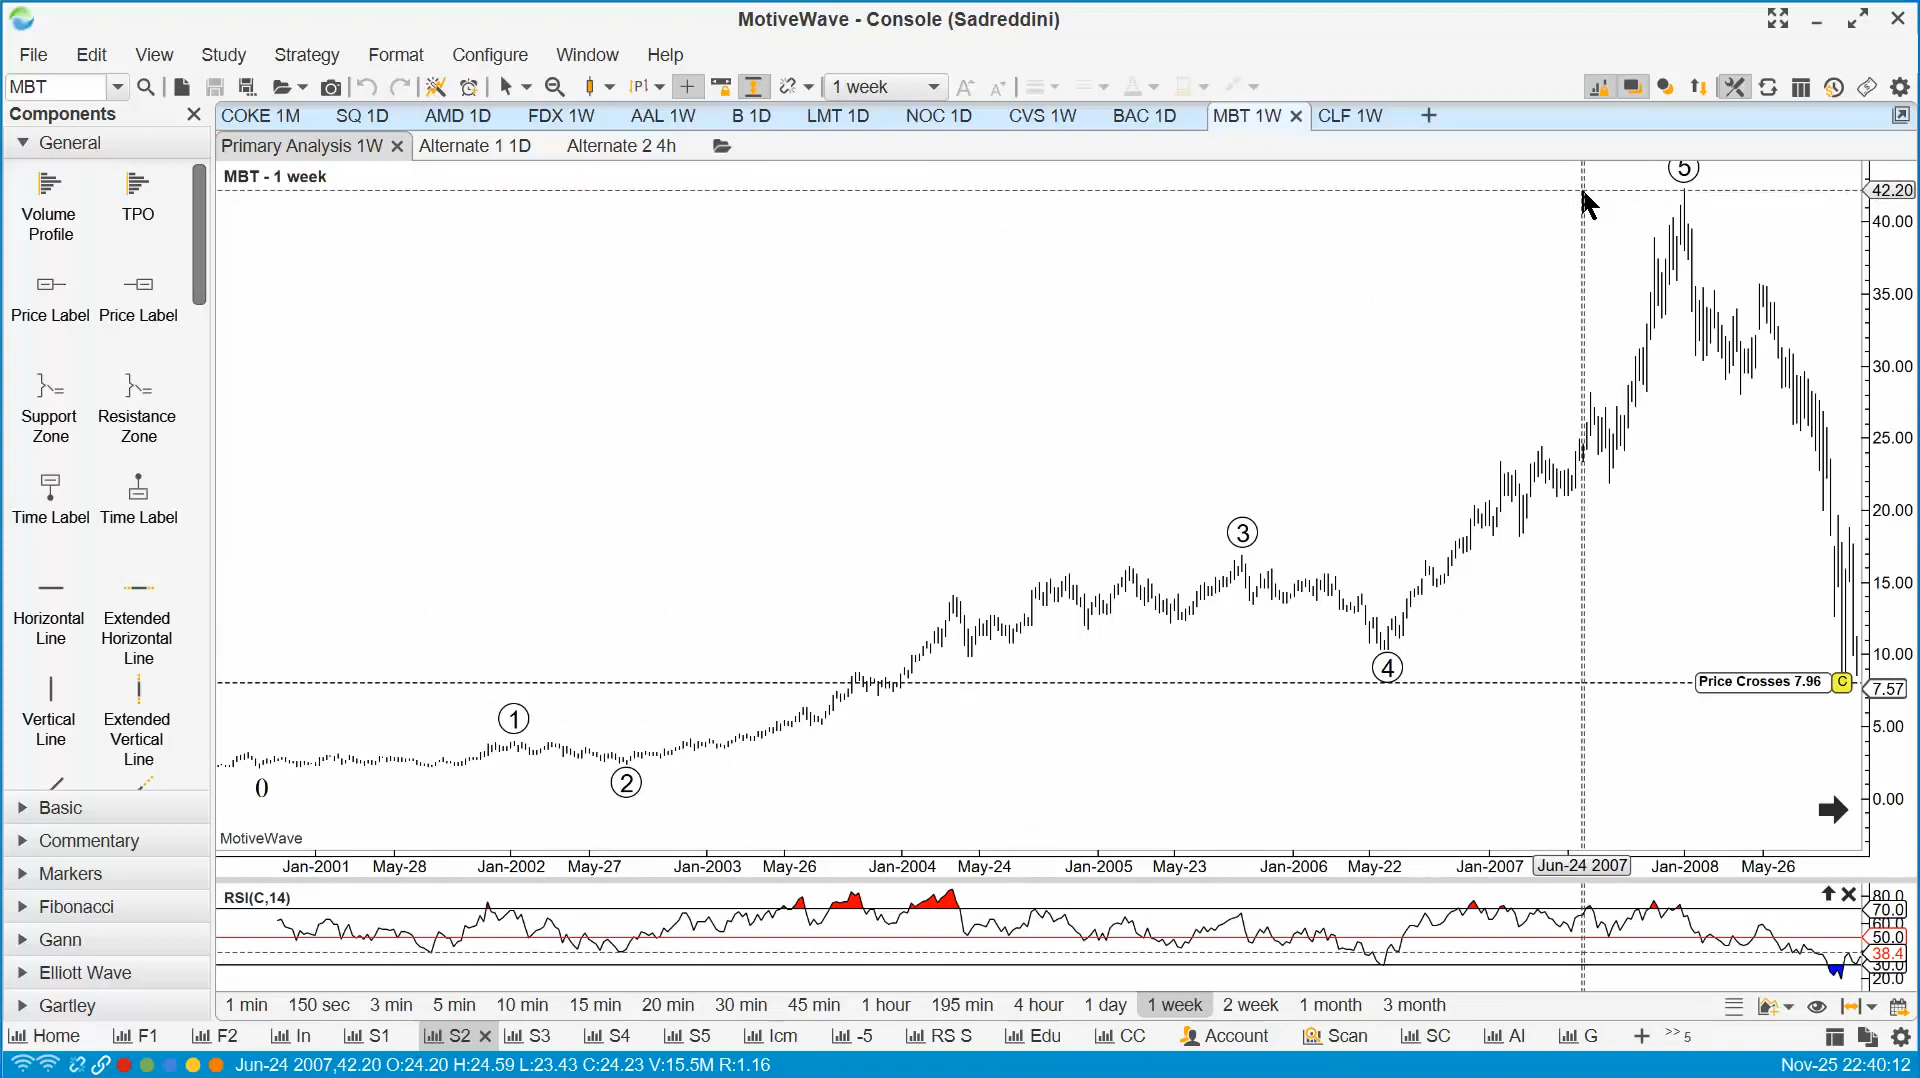 MotiveWave - Console (Sadreddini)
File Edit View Study Strategy Format Configure Window Help
MBT 1 week
Components
General
Volume Profile
TPO
Price Label
Price Label
Support Zone
Resistance Zone
Time Label
Time Label
Horizontal Line
Extended Horizontal Line
Vertical Line
Extended Vertical Line
Basic
Commentary
Markers
Fibonacci
Gann
Elliott Wave
Gartley
COKE 1M SQ 1D AMD 1D FDX 1W AAL 1W B 1D LMT 1D NOC 1D CVS 1W BAC 1D MBT 1W CLF 1W +
Primary Analysis 1W Alternate 1 1D Alternate 2 4h
MBT - 1 week
5
42.20
40.00
35.00
30.00
25.00
20.00
3
15.00
10.00
4
Price Crosses 7.96 C
7.57
1
5.00
2
0
0.00
MotiveWave
Jan-2001 May-28 Jan-2002 May-27 Jan-2003 May-26 Jan-2004 May-24 Jan-2005 May-23 Jan-2006 May-22 Jan-2007 Jun-24 2007 Jan-2008 May-26
RSI(C,14)
80.0
70.0
50.0
38.4
30.0
20.0
1 min 150 sec 3 min 5 min 10 min 15 min 20 min 30 min 45 min 1 hour 195 min 4 hour 1 day 1 week 2 week 1 month 3 month
Home F1 F2 In S1 S2 S3 S4 S5 Icm -5 RS S Edu CC Account Scan SC AI G + >> 5
Jun-24 2007,42.20 O:24.20 H:24.59 L:23.43 C:24.23 V:15.5M R:1.16
Nov-25 22:40:12